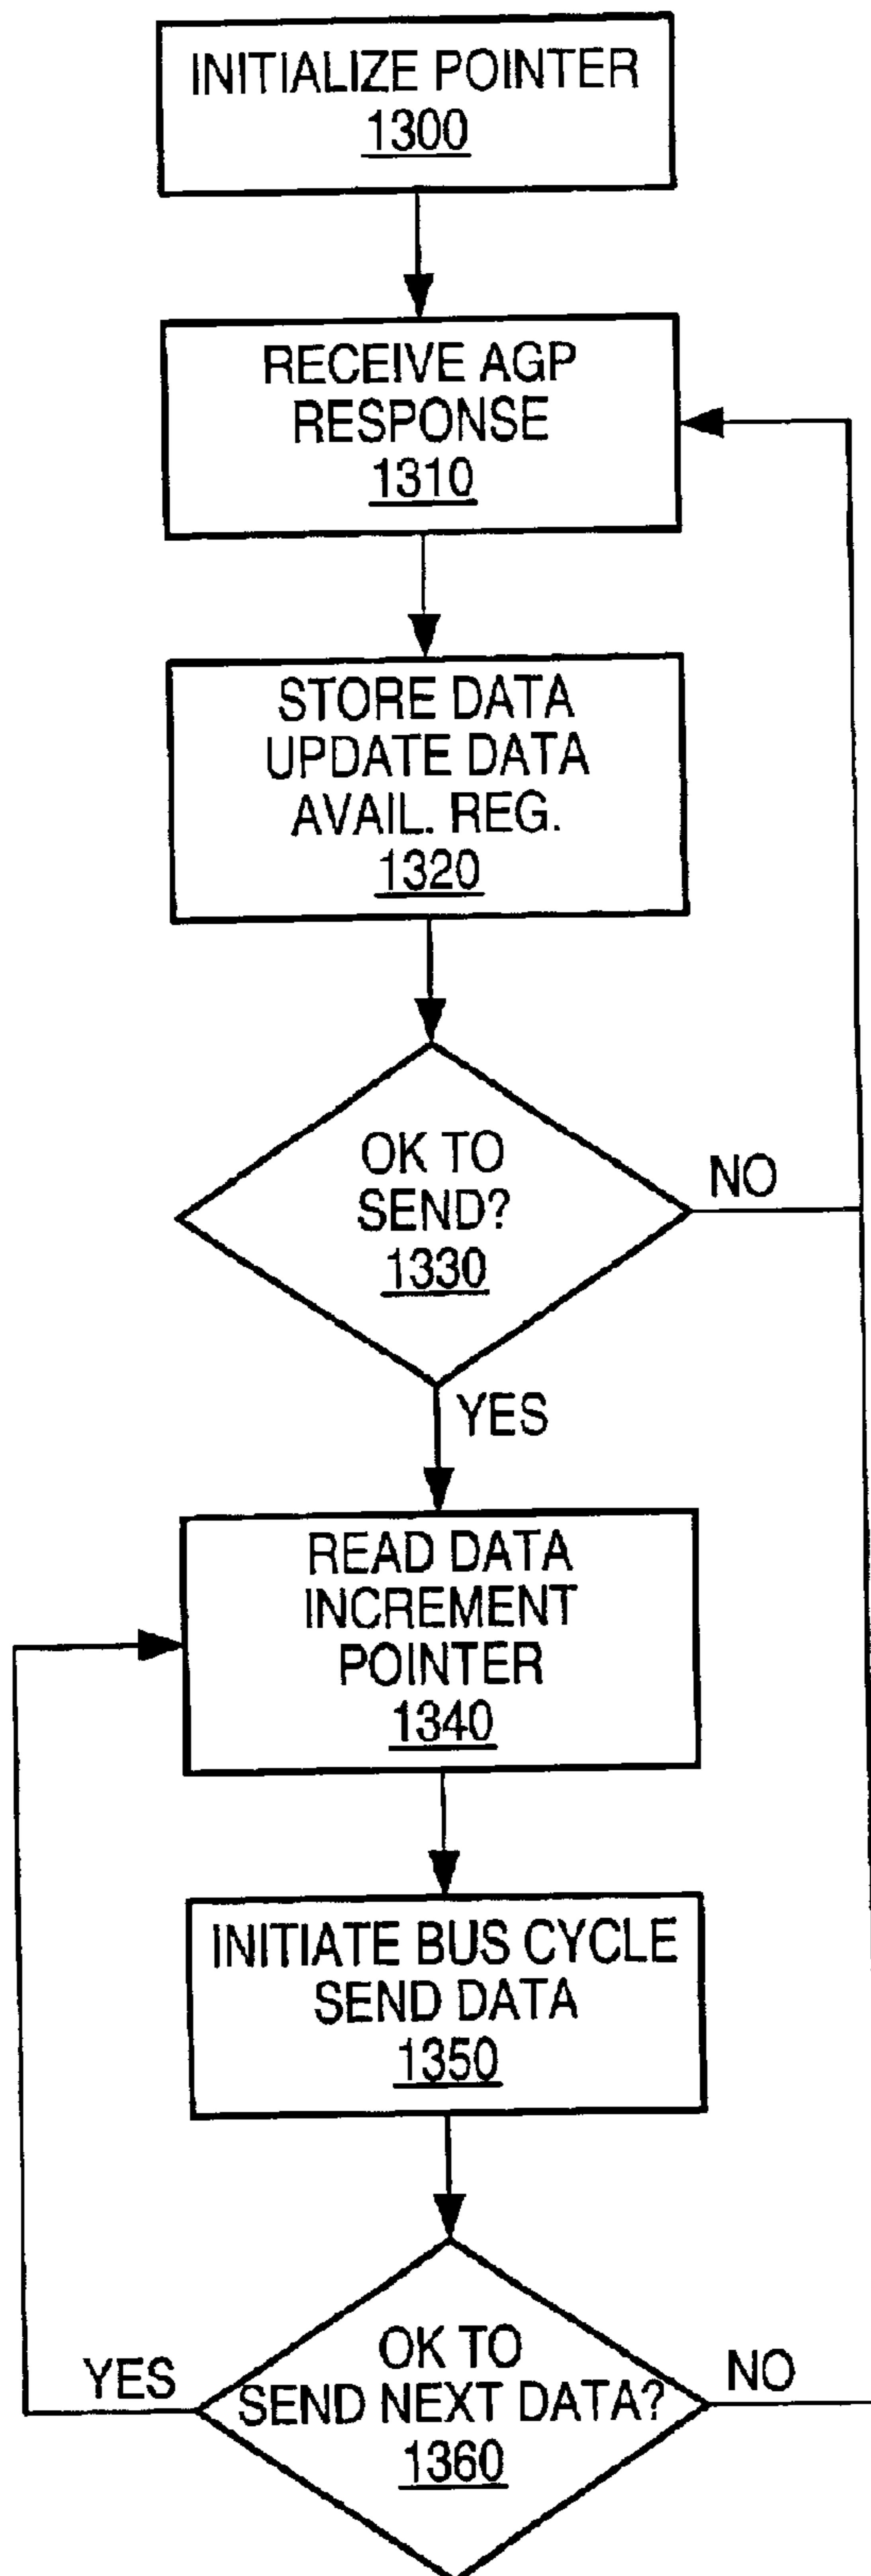 INITIALIZE POINTER
1300
RECEIVE AGP
RESPONSE
1310
STORE DATA
UPDATE DATA
AVAIL. REG.
1320
OK TO
SEND?
1330
NO
YES
READ DATA
INCREMENT
POINTER
1340
INITIATE BUS CYCLE
SEND DATA
1350
OK TO
SEND NEXT DATA?
1360
YES
NO